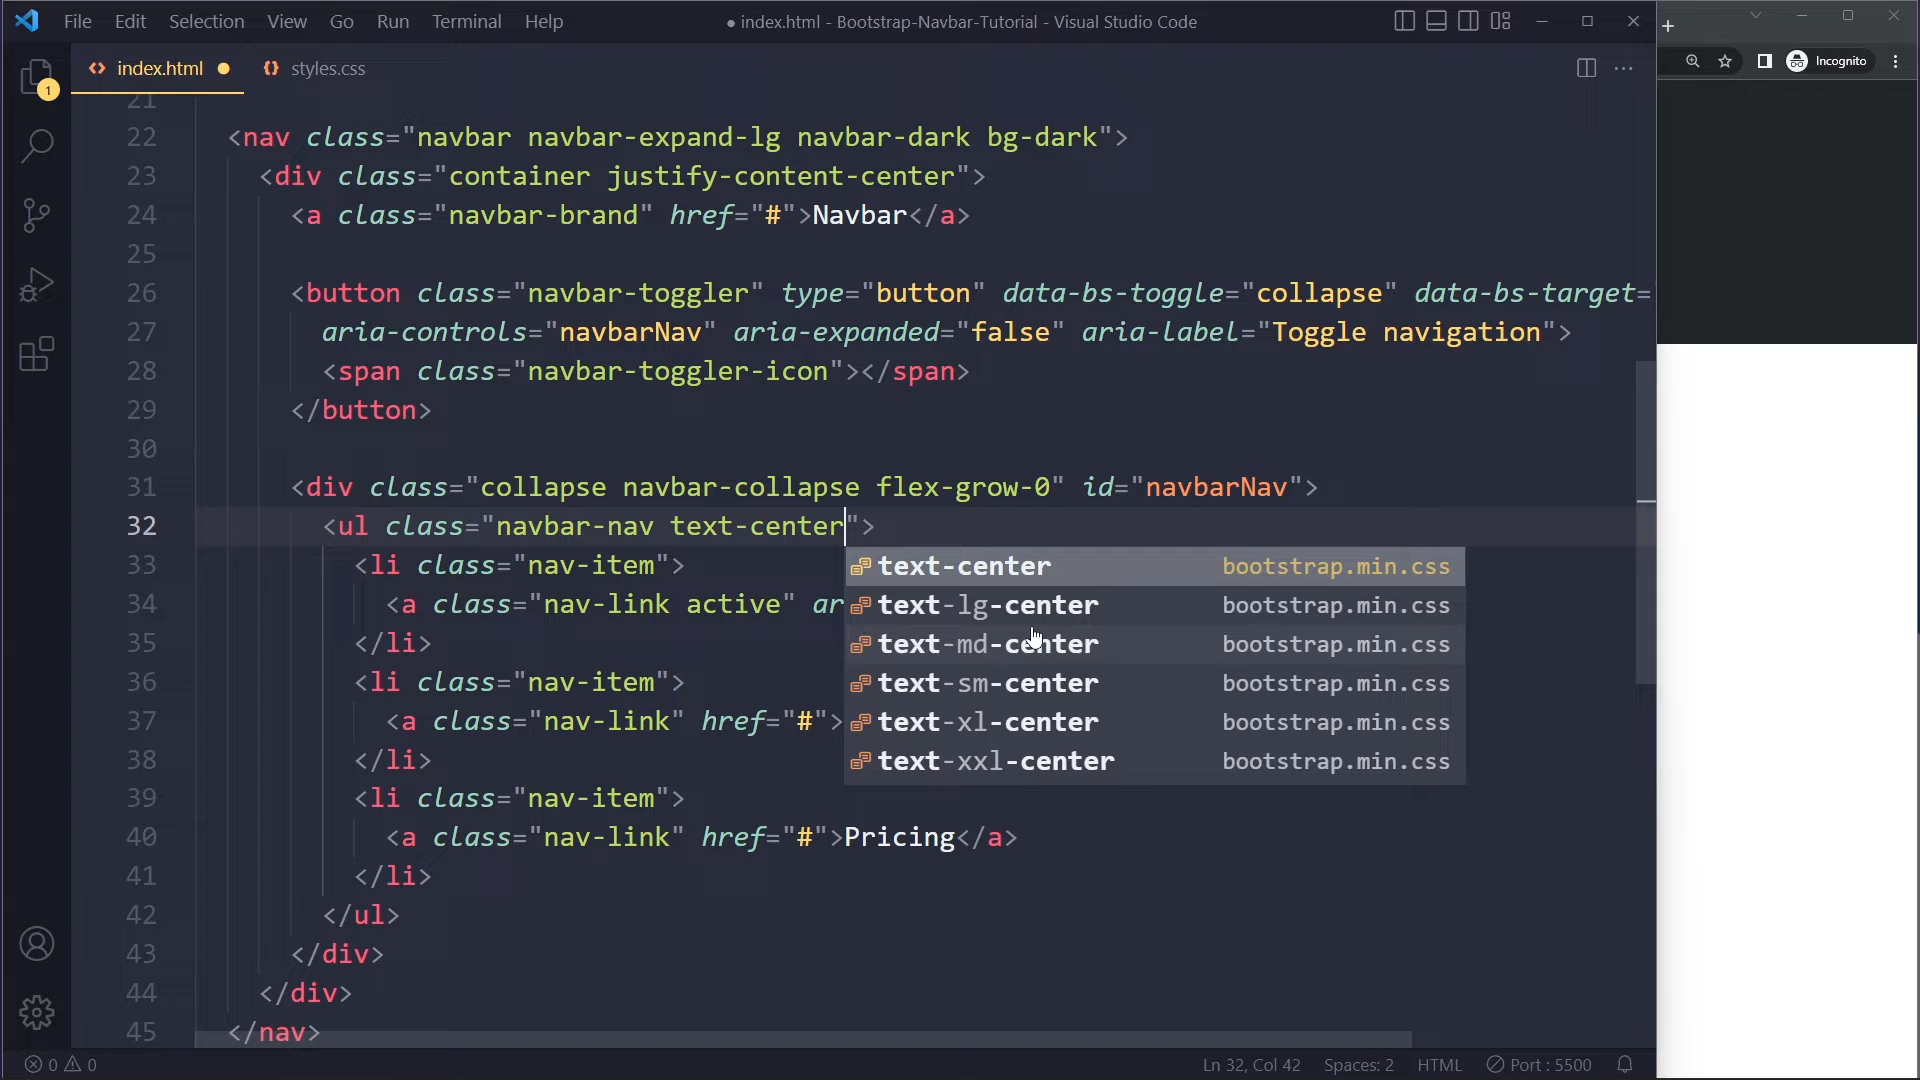 File Edit Selection View Go Run Terminal Help ● index.html - Bootstrap-Navbar-Tutorial - Visual Studio Code
Incognito
1
index.html styles.css
21
22 <nav class="navbar navbar-expand-lg navbar-dark bg-dark">
23 <div class="container justify-content-center">
24 <a class="navbar-brand" href="#">Navbar</a>
25
26 <button class="navbar-toggler" type="button" data-bs-toggle="collapse" data-bs-target=
27 aria-controls="navbarNav" aria-expanded="false" aria-label="Toggle navigation">
28 <span class="navbar-toggler-icon"></span>
29 </button>
30
31 <div class="collapse navbar-collapse flex-grow-0" id="navbarNav">
32 <ul class="navbar-nav text-center">
33 <li class="nav-item"> text-center bootstrap.min.css
34 <a class="nav-link active" ar text-lg-center bootstrap.min.css
35 </li> text-md-center bootstrap.min.css
36 <li class="nav-item"> text-sm-center bootstrap.min.css
37 <a class="nav-link" href="#"> text-xl-center bootstrap.min.css
38 </li> text-xxl-center bootstrap.min.css
39 <li class="nav-item">
40 <a class="nav-link" href="#">Pricing</a>
41 </li>
42 </ul>
43 </div>
44 </div>
45 </nav>
0 0 Ln 32, Col 42 Spaces: 2 HTML Port : 5500